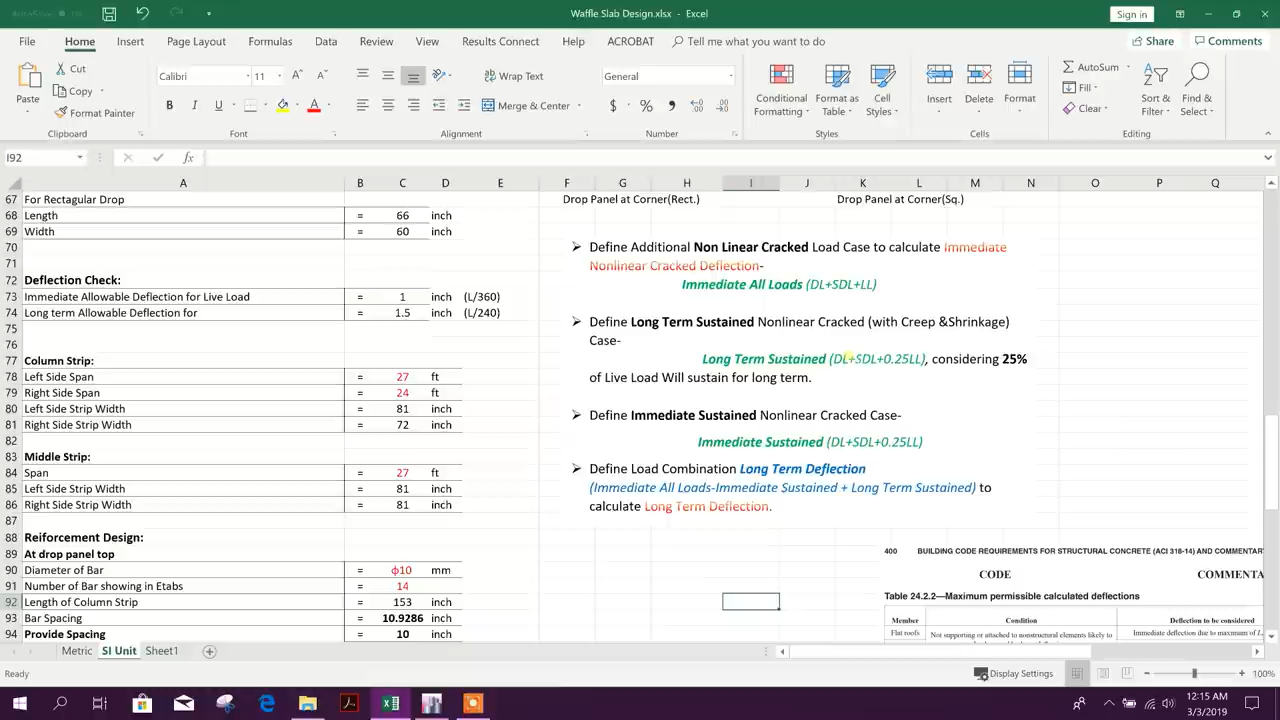 Waffle Slab Design.xlsx - Excel
Sign in
File Home Insert Page Layout Formulas Data Review View Results Connect Help ACROBAT Tell me what you want to do Share Comments
Paste Cut Copy Format Painter
Calibri 11
Wrap Text
Merge & Center
General
Conditional Formatting Format as Table Cell Styles
Insert Delete Format
AutoSum Fill Clear
Sort & Filter Find & Select
Clipboard Font Alignment Number Styles Cells Editing
I92 fx
A B C D E F G H I J K L M N O P Q
67 For Rectagular Drop Drop Panel at Corner(Rect.) Drop Panel at Corner(Sq.)
68 Length = 66 inch
69 Width = 60 inch
70
71
72 Deflection Check:
73 Immediate Allowable Deflection for Live Load = 1 inch (L/360)
74 Long term Allowable Deflection for = 1.5 inch (L/240)
75
76
77 Column Strip:
78 Left Side Span = 27 ft
79 Right Side Span = 24 ft
80 Left Side Strip Width = 81 inch
81 Right Side Strip Width = 72 inch
82
83 Middle Strip:
84 Span = 27 ft
85 Left Side Strip Width = 81 inch
86 Right Side Strip Width = 81 inch
87
88 Reiforcement Design:
89 At drop panel top
90 Diameter of Bar = ф10 mm
91 Number of Bar showing in Etabs = 14
92 Length of Column Strip = 153 inch
93 Bar Spacing = 10.9286 inch
94 Provide Spacing = 10 inch
Define Additional Non Linear Cracked Load Case to calculate Immediate
Nonlinear Cracked Deflection-
Immediate All Loads (DL+SDL+LL)
Define Long Term Sustained Nonlinear Cracked (with Creep &Shrinkage)
Case-
Long Term Sustained (DL+SDL+0.25LL), considering 25%
of Live Load Will sustain for long term.
Define Immediate Sustained Nonlinear Cracked Case-
Immediate Sustained (DL+SDL+0.25LL)
Define Load Combination Long Term Deflection
(Immediate All Loads-Immediate Sustained + Long Term Sustained) to
calculate Long Term Deflection.
400 BUILDING CODE REQUIREMENTS FOR STRUCTURAL CONCRETE (ACI 318-14) AND COMMENTAR
CODE COMMENTA
Table 24.2.2—Maximum permissible calculated deflections
Member Condition Deflection to be considered
Flat roofs Not supporting or attached to nonstructural elements likely to Immediate deflection due to maximum of
Metric SI Unit Sheet1
Ready Display Settings 100%
12:15 AM
3/3/2019